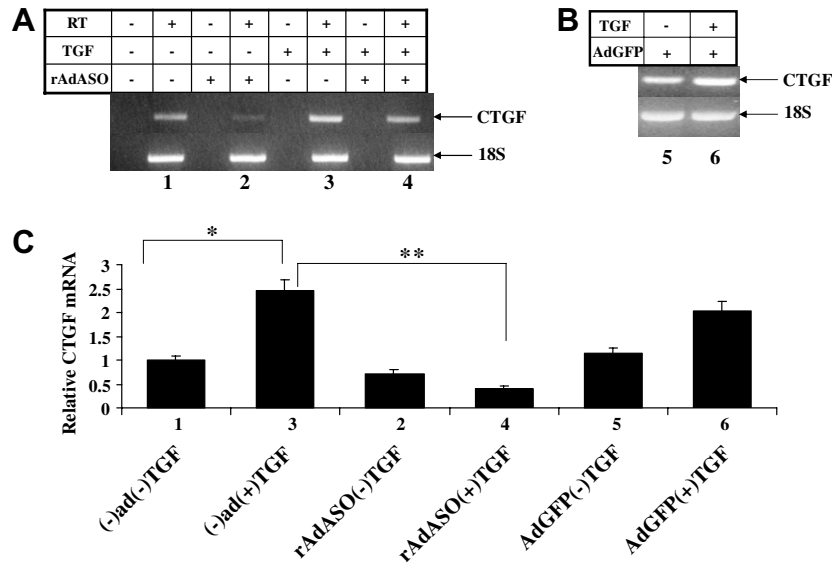 A
RT - + - + - + - +
TGF - - - - + + + +
rAdASO - - + + - - + +
CTGF
18S
1 2 3 4
B
TGF - +
AdGFP + +
CTGF
18S
5 6
C
* **
Relative CTGF mRNA
3
2.5
2
1.5
1
0.5
0
1 3 2 4 5 6
(-)ad(-)TGF
(-)ad(+)TGF
rAdASO(-)TGF
rAdASO(+)TGF
AdGFP(-)TGF
AdGFP(+)TGF